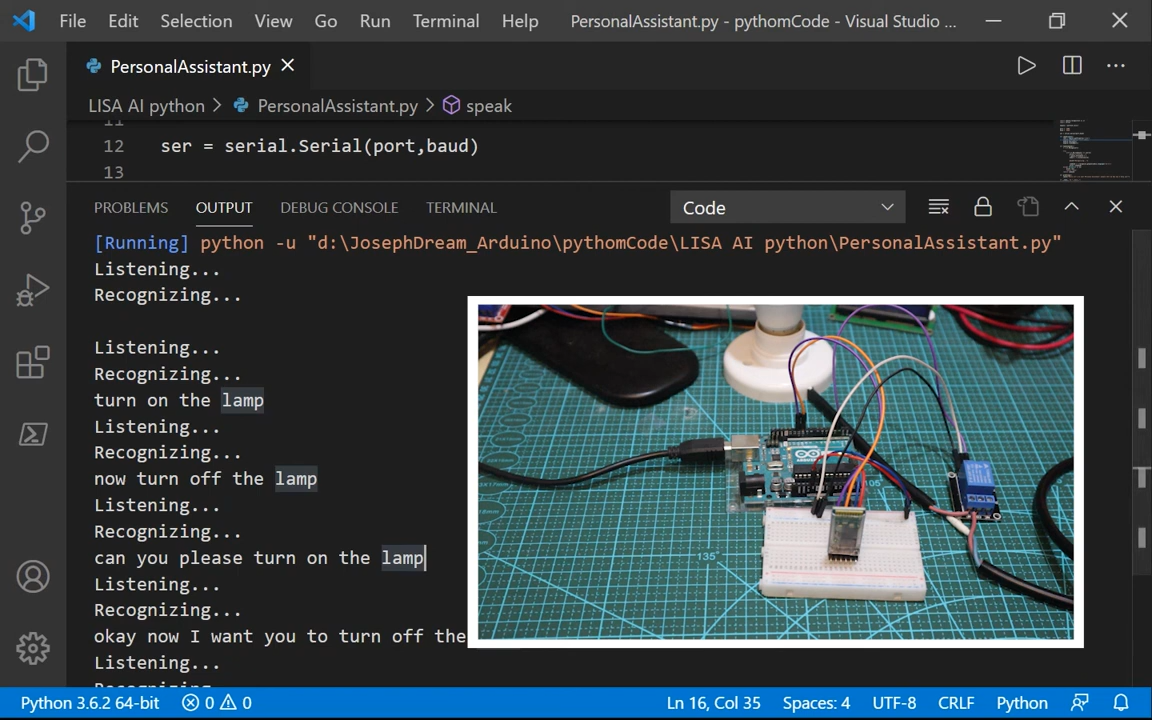 File Edit Selection View Go Run Terminal Help PersonalAssistant.py - pythomCode - Visual Studio ...
PersonalAssistant.py
LISA AI python > PersonalAssistant.py > speak
11
12 ser = serial.Serial(port,baud)
13
PROBLEMS OUTPUT DEBUG CONSOLE TERMINAL Code
[Running] python -u "d:\JosephDream_Arduino\pythomCode\LISA AI python\PersonalAssistant.py"
Listening...
Recognizing...
Listening...
Recognizing...
turn on the lamp
Listening...
Recognizing...
now turn off the lamp
Listening...
Recognizing...
can you please turn on the lamp
Listening...
Recognizing...
okay now I want you to turn off the
Listening...
Recognizing...
105
135°
Python 3.6.2 64-bit 0 0 Ln 16, Col 35 Spaces: 4 UTF-8 CRLF Python